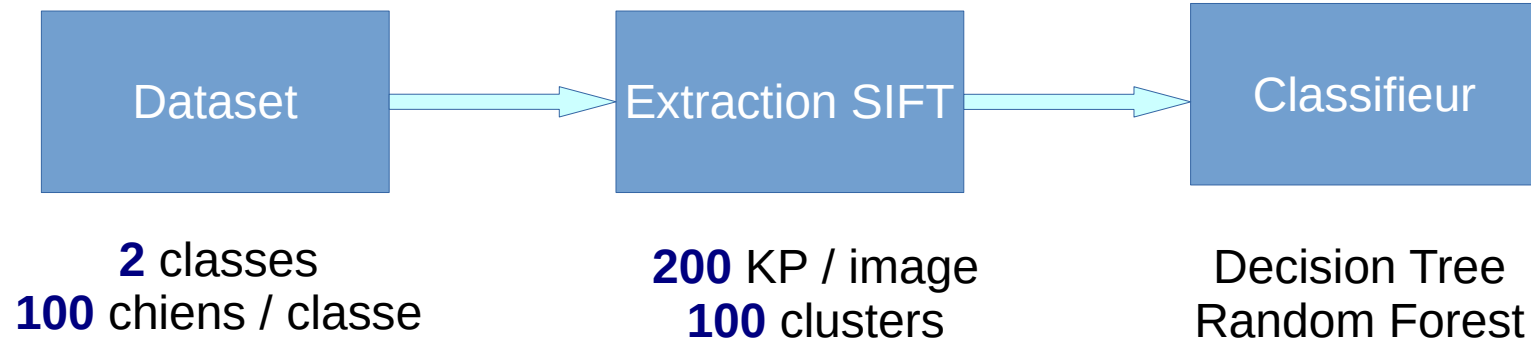 Dataset
Extraction SIFT
Classifieur
2 classes
100 chiens / classe
200 KP / image
100 clusters
Decision Tree
Random Forest